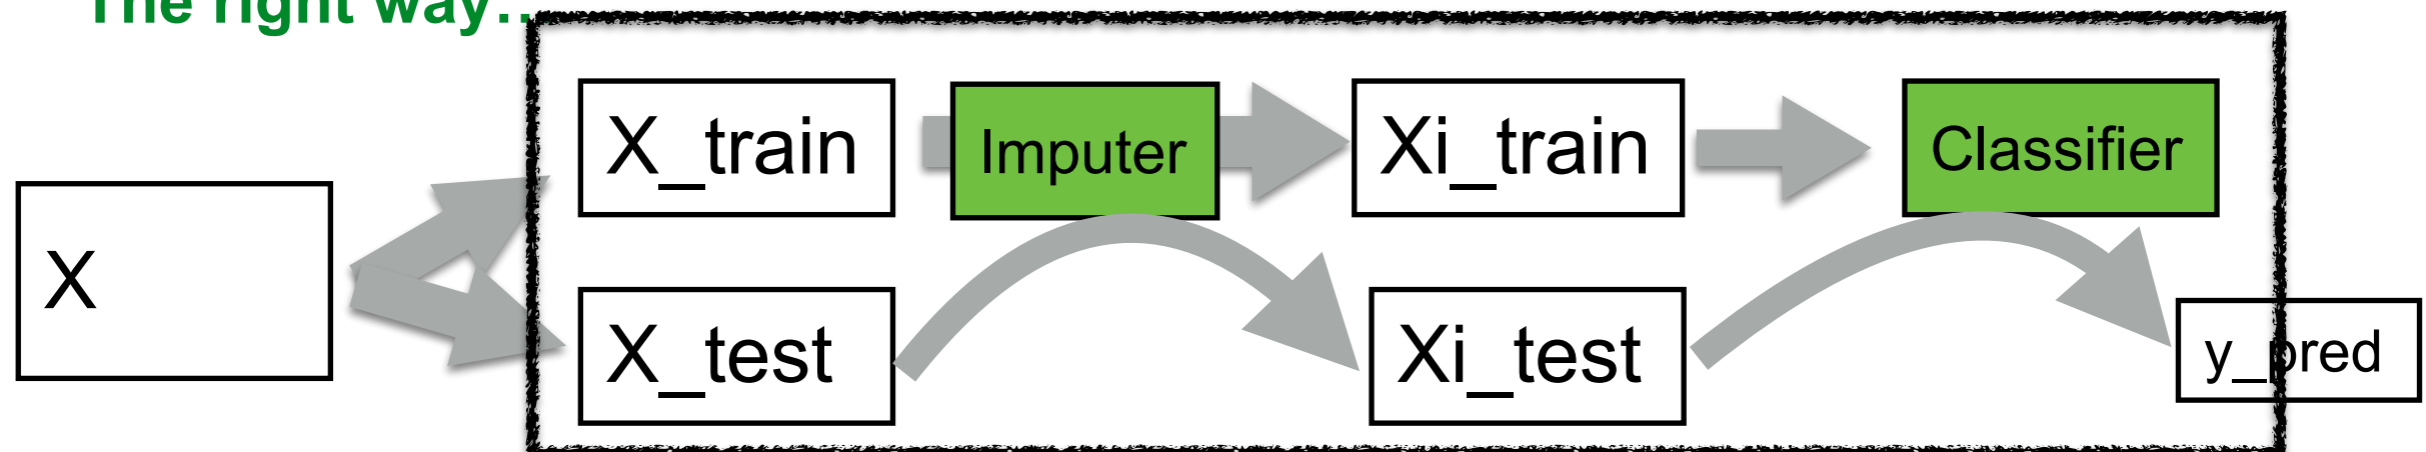 The right way…
X_train
Imputer
Xi_train
Classifier
X
X_test
Xi_test
y_pred